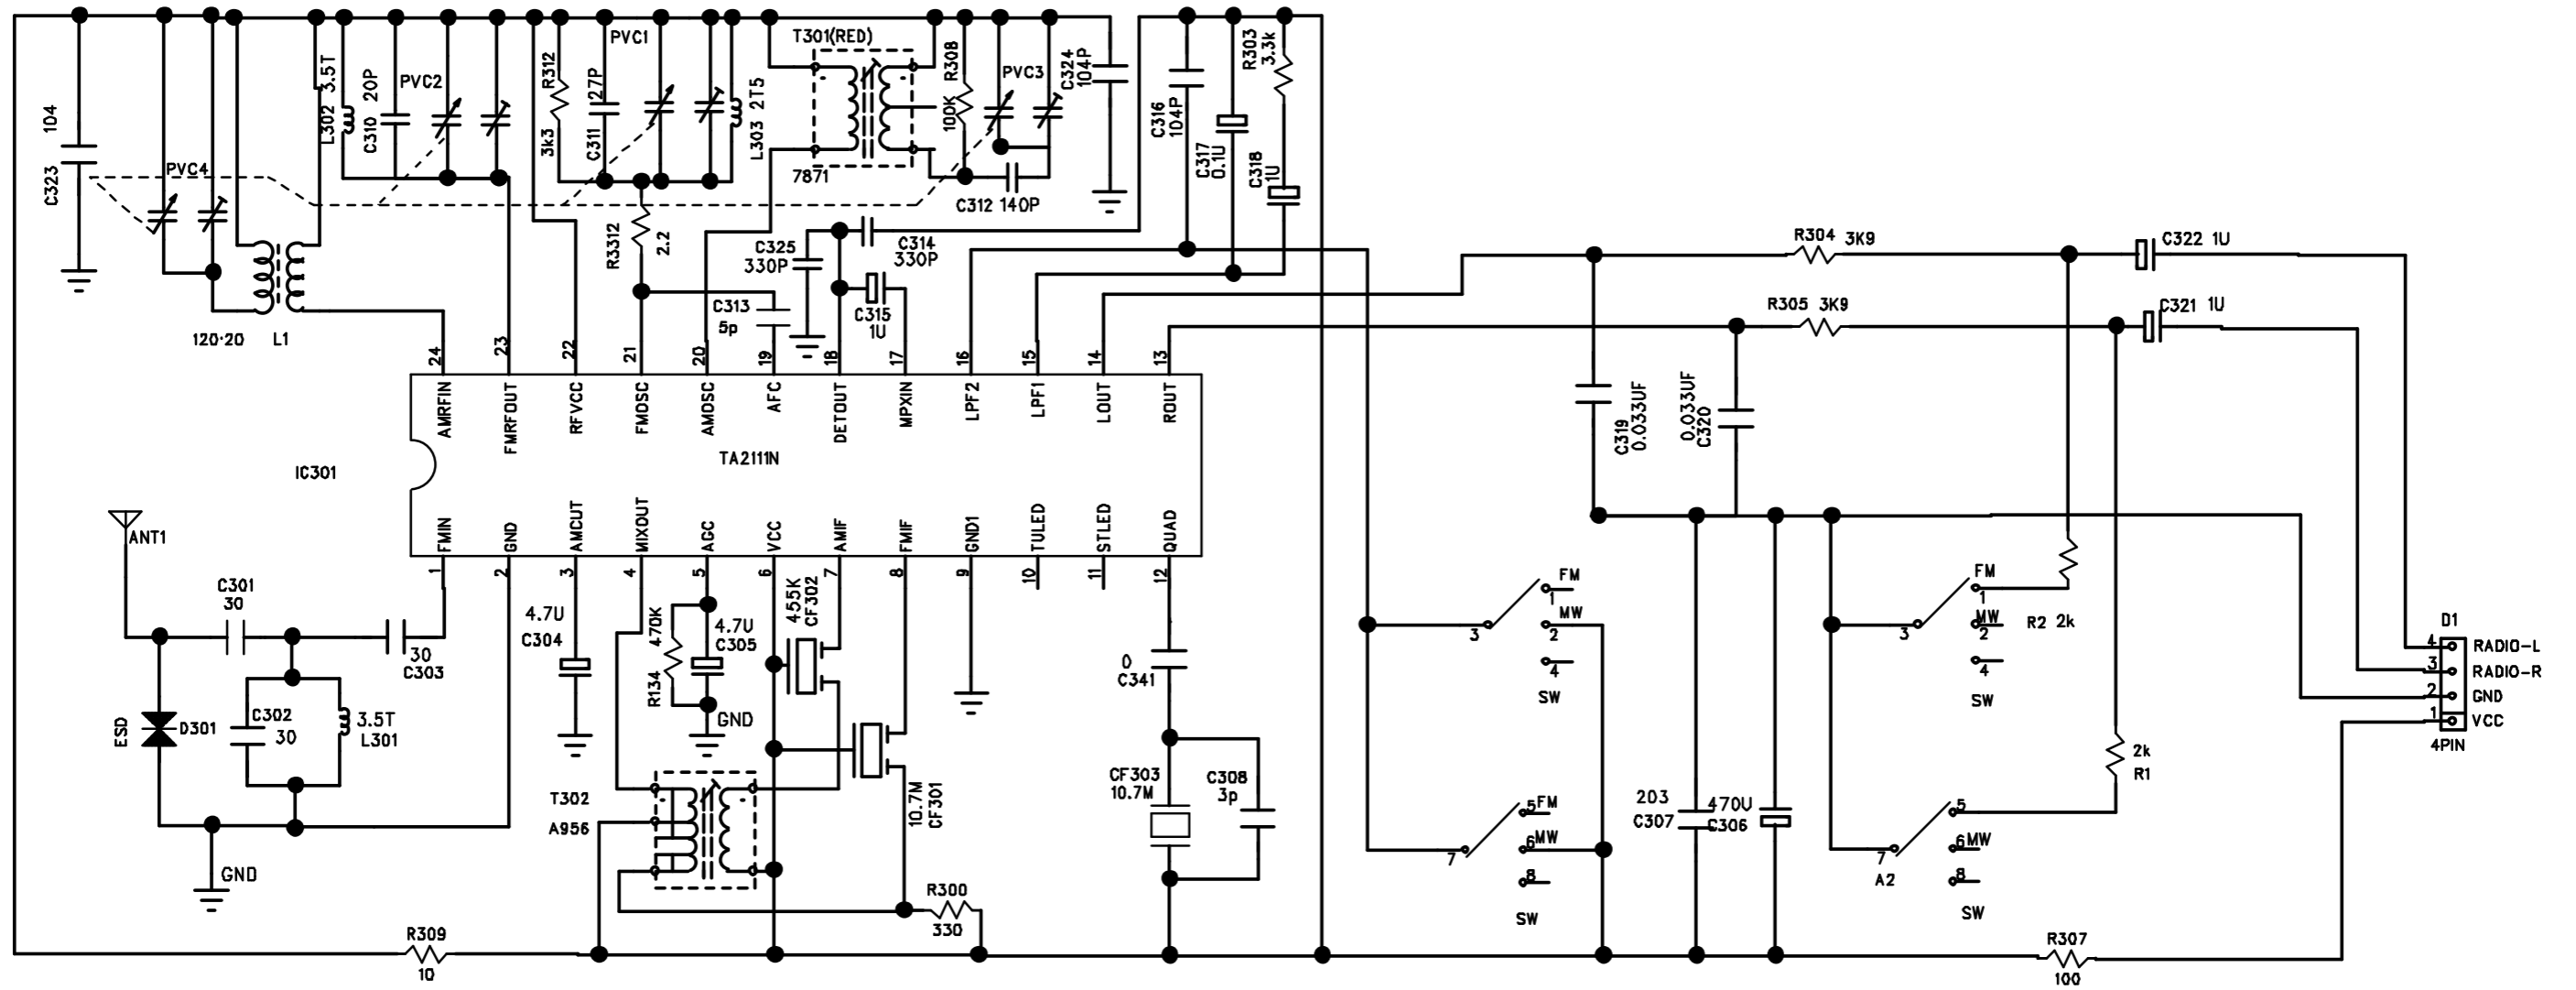 104
C323
PVC4
120·20
L1
3.5T
L302
20P
C310
PVC2
R312
3k3
27P
C311
PVC1
2T5
L303
T301(RED)
7871
R308
100K
PVC3
C312 140P
C324
104P
C316
104P
C317
0.1U
R303
3.3k
C318
1U
R3312
2.2
C325
330P
C314
330P
C313
5p
C315
1U
R304 3K9
C322 1U
R305 3K9
C321 1U
24
23
22
21
20
19
18
17
16
15
14
13
AMRFIN
FMRFOUT
RFVCC
FMOSC
AMOSC
AFC
DETOUT
MPXIN
LPF2
LPF1
LOUT
ROUT
IC301
TA2111N
FMIN
GND
AMCUT
MIXOUT
AGC
VCC
AMIF
FMIF
GND1
TULED
STLED
QUAD
1
2
3
4
5
6
7
8
9
10
11
12
C319
0.033UF
0.033UF
C320
ANT1
C301
30
30
C303
ESD
D301
C302
30
3.5T
L301
GND
4.7U
C304
470K
R134
4.7U
C305
GND
455K
CF302
10.7M
CF301
T302
A956
R300
330
R309
10
0
C341
CF303
10.7M
C308
3p
FM
1
MW
3
2
4
SW
5
FM
6
MW
7
8
SW
203
C307
470U
C306
FM
1
MW
3
2
4
SW
R2 2k
2k
R1
5
6
MW
7
A2
8
SW
R307
100
D1
4 RADIO-L
3 RADIO-R
2 GND
1 VCC
4PIN